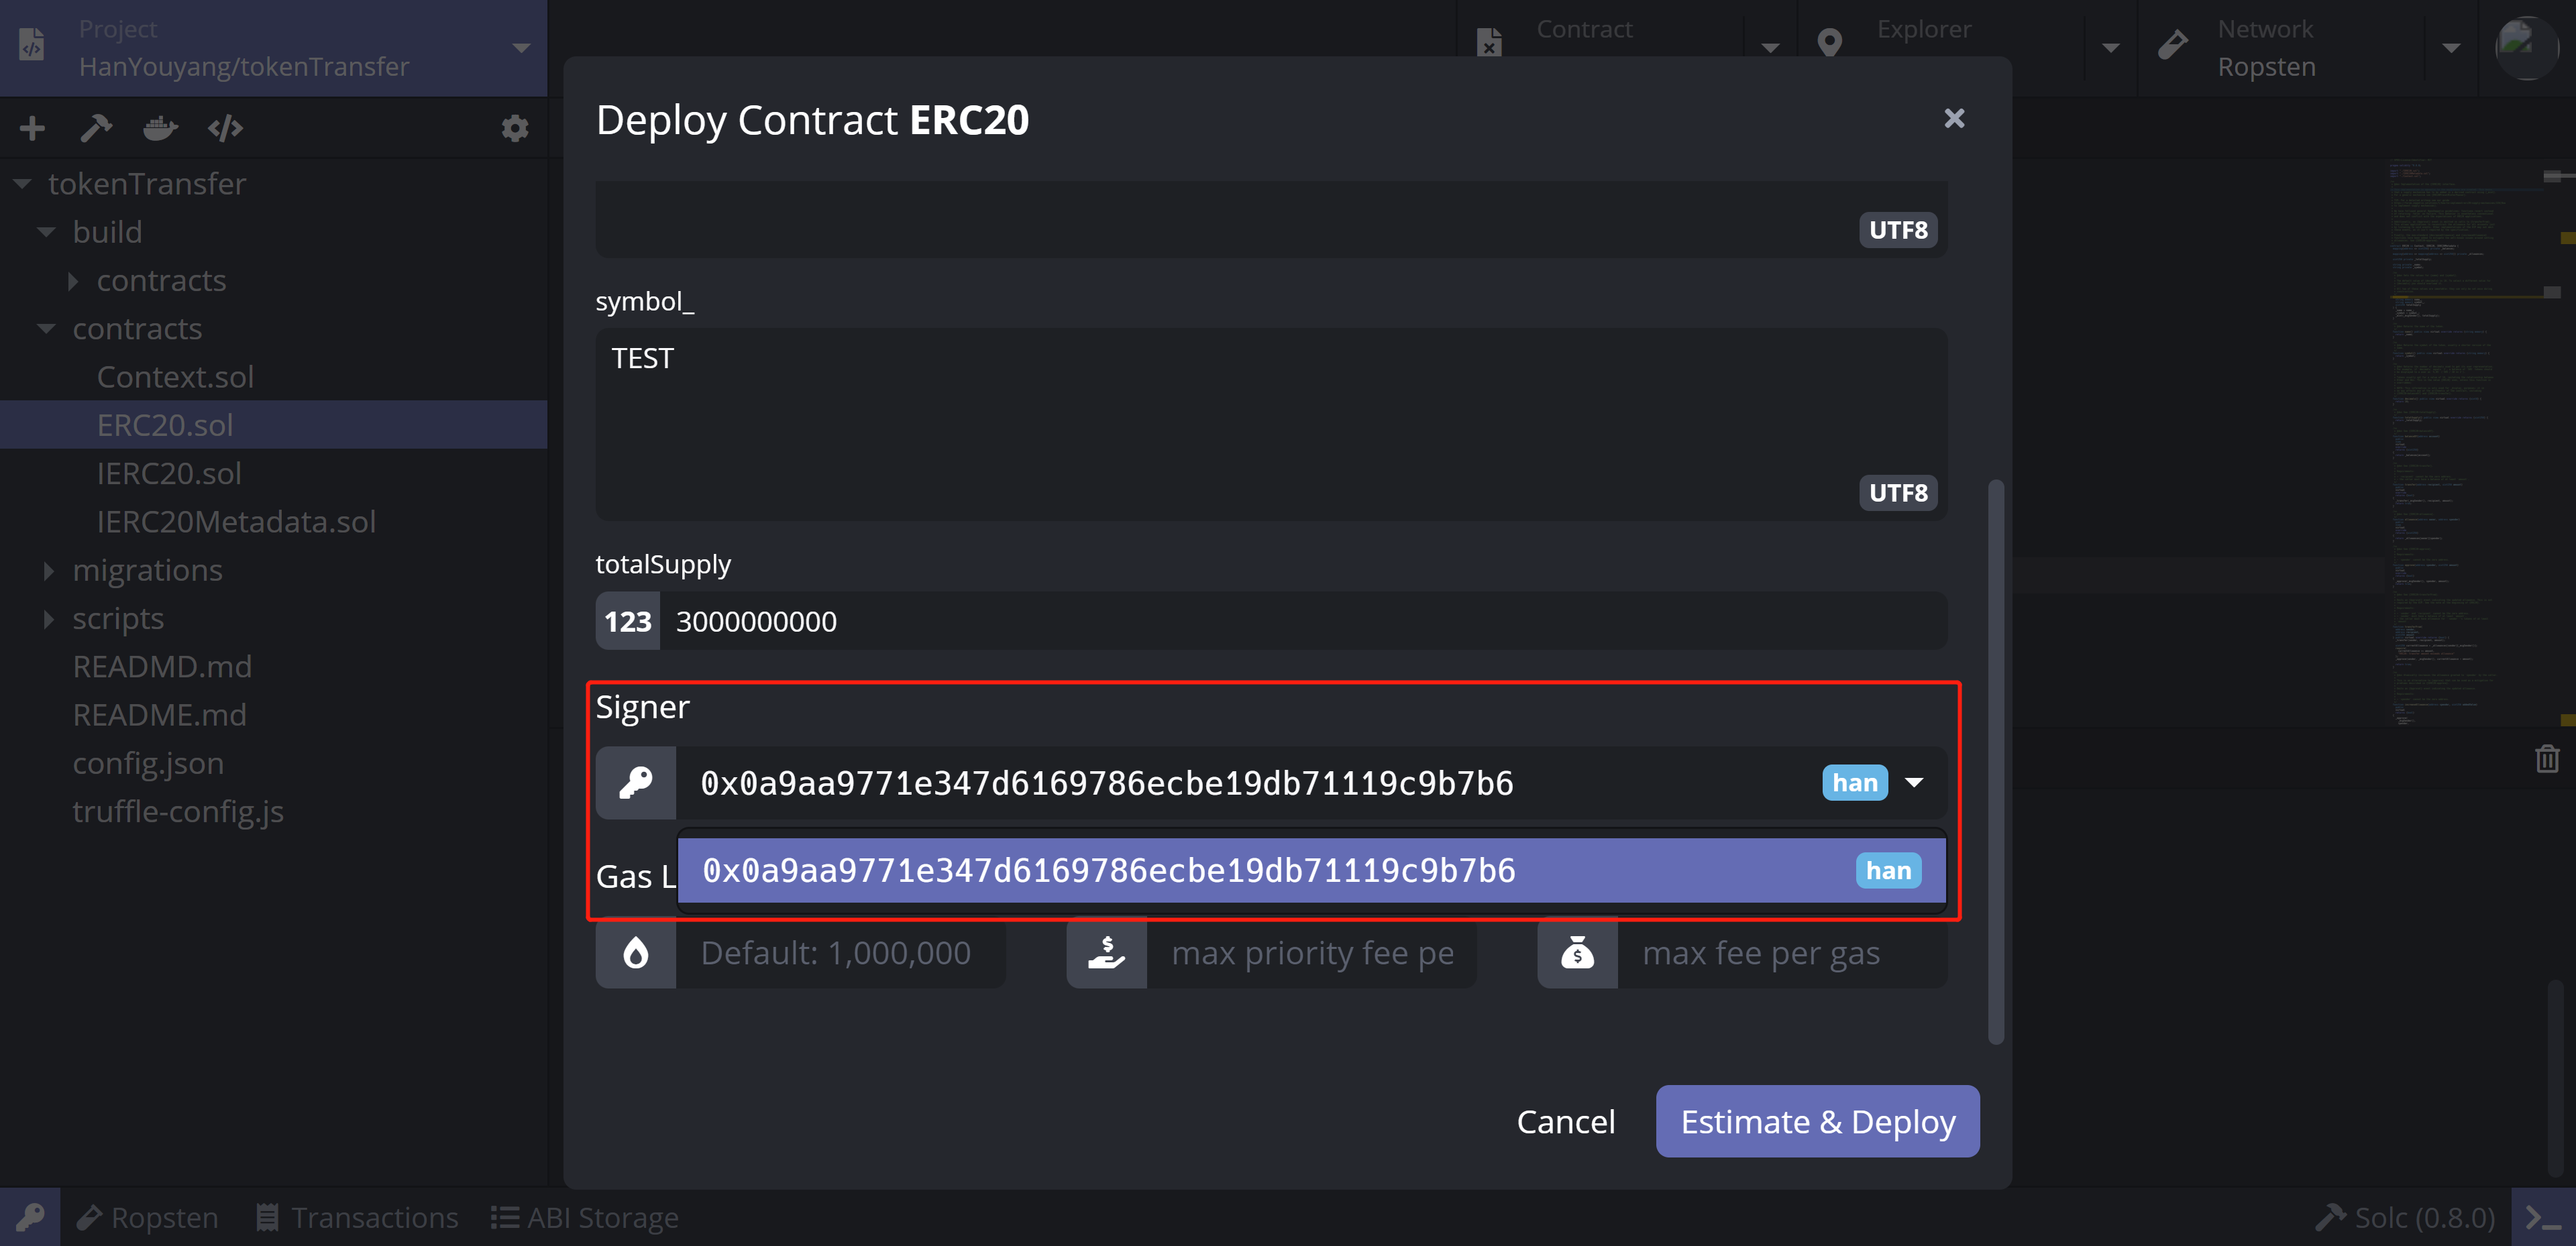 Project
HanYouyang/tokenTransfer
Contract
Explorer
Network
Ropsten
tokenTransfer
build
contracts
contracts
Context.sol
ERC20.sol
IERC20.sol
IERC20Metadata.sol
migrations
scripts
READMD.md
README.md
config.json
truffle-config.js
Deploy Contract ERC20
UTF8
symbol_
TEST
UTF8
totalSupply
123 3000000000
Signer
0x0a9aa9771e347d6169786ecbe19db71119c9b7b6 han
0x0a9aa9771e347d6169786ecbe19db71119c9b7b6 han
Gas L
Default: 1,000,000 max priority fee pe max fee per gas
Cancel Estimate & Deploy
Ropsten Transactions ABI Storage Solc (0.8.0)